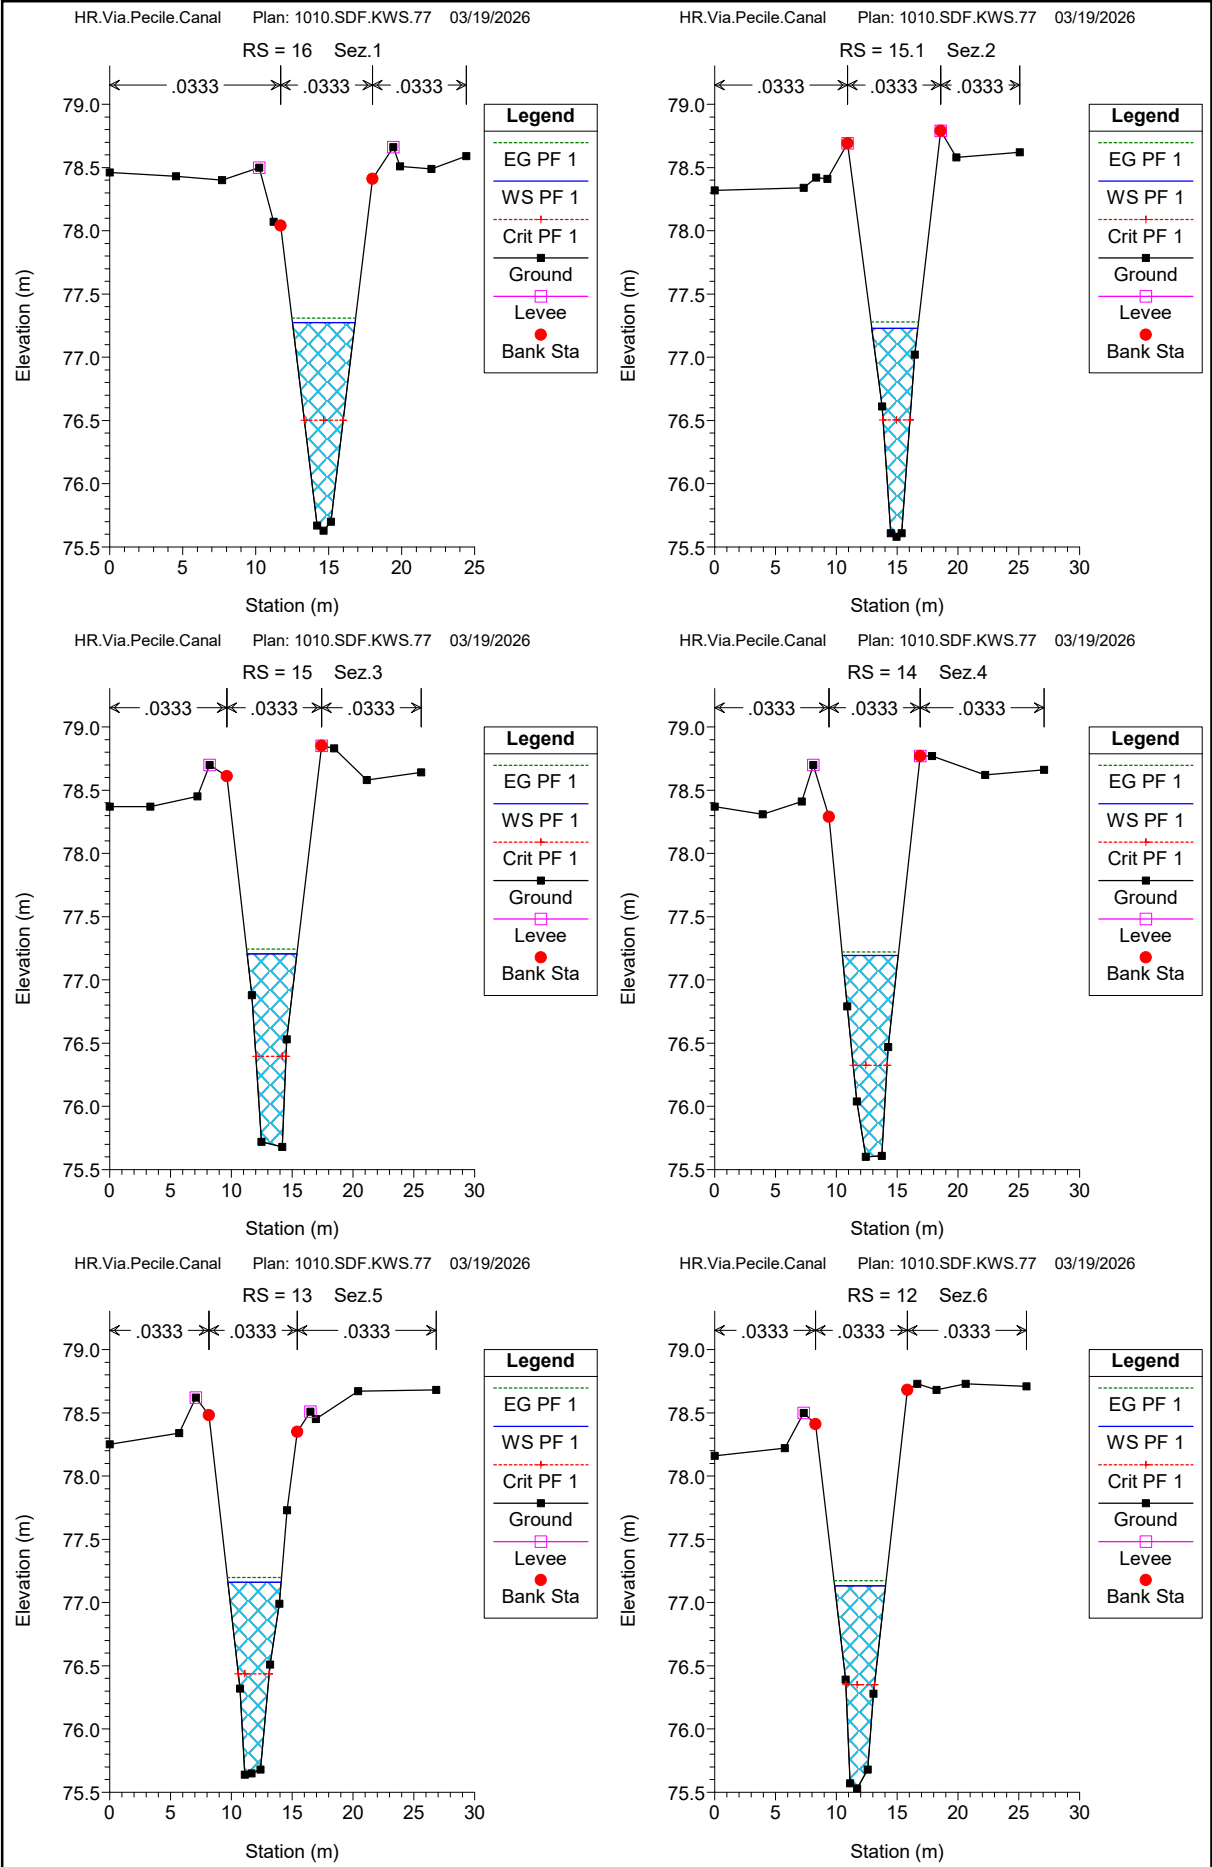 HR.Via.Pecile.Canal Plan: 1010.SDF.KWS.77 03/19/2026
RS = 16 Sez.1
.0333 .0333 .0333
79.0
78.5
78.0
77.5
77.0
76.5
76.0
75.5
0 5 10 15 20 25
Station (m)
Elevation (m)
Legend
EG PF 1
WS PF 1
Crit PF 1
Ground
Levee
Bank Sta
HR.Via.Pecile.Canal Plan: 1010.SDF.KWS.77 03/19/2026
RS = 15.1 Sez.2
.0333 .0333 .0333
79.0
78.5
78.0
77.5
77.0
76.5
76.0
75.5
0 5 10 15 20 25 30
Station (m)
Elevation (m)
Legend
EG PF 1
WS PF 1
Crit PF 1
Ground
Levee
Bank Sta
HR.Via.Pecile.Canal Plan: 1010.SDF.KWS.77 03/19/2026
RS = 15 Sez.3
.0333 .0333 .0333
79.0
78.5
78.0
77.5
77.0
76.5
76.0
75.5
0 5 10 15 20 25 30
Station (m)
Elevation (m)
Legend
EG PF 1
WS PF 1
Crit PF 1
Ground
Levee
Bank Sta
HR.Via.Pecile.Canal Plan: 1010.SDF.KWS.77 03/19/2026
RS = 14 Sez.4
.0333 .0333 .0333
79.0
78.5
78.0
77.5
77.0
76.5
76.0
75.5
0 5 10 15 20 25 30
Station (m)
Elevation (m)
Legend
EG PF 1
WS PF 1
Crit PF 1
Ground
Levee
Bank Sta
HR.Via.Pecile.Canal Plan: 1010.SDF.KWS.77 03/19/2026
RS = 13 Sez.5
.0333 .0333 .0333
79.0
78.5
78.0
77.5
77.0
76.5
76.0
75.5
0 5 10 15 20 25 30
Station (m)
Elevation (m)
Legend
EG PF 1
WS PF 1
Crit PF 1
Ground
Levee
Bank Sta
HR.Via.Pecile.Canal Plan: 1010.SDF.KWS.77 03/19/2026
RS = 12 Sez.6
.0333 .0333 .0333
79.0
78.5
78.0
77.5
77.0
76.5
76.0
75.5
0 5 10 15 20 25 30
Station (m)
Elevation (m)
Legend
EG PF 1
WS PF 1
Crit PF 1
Ground
Levee
Bank Sta